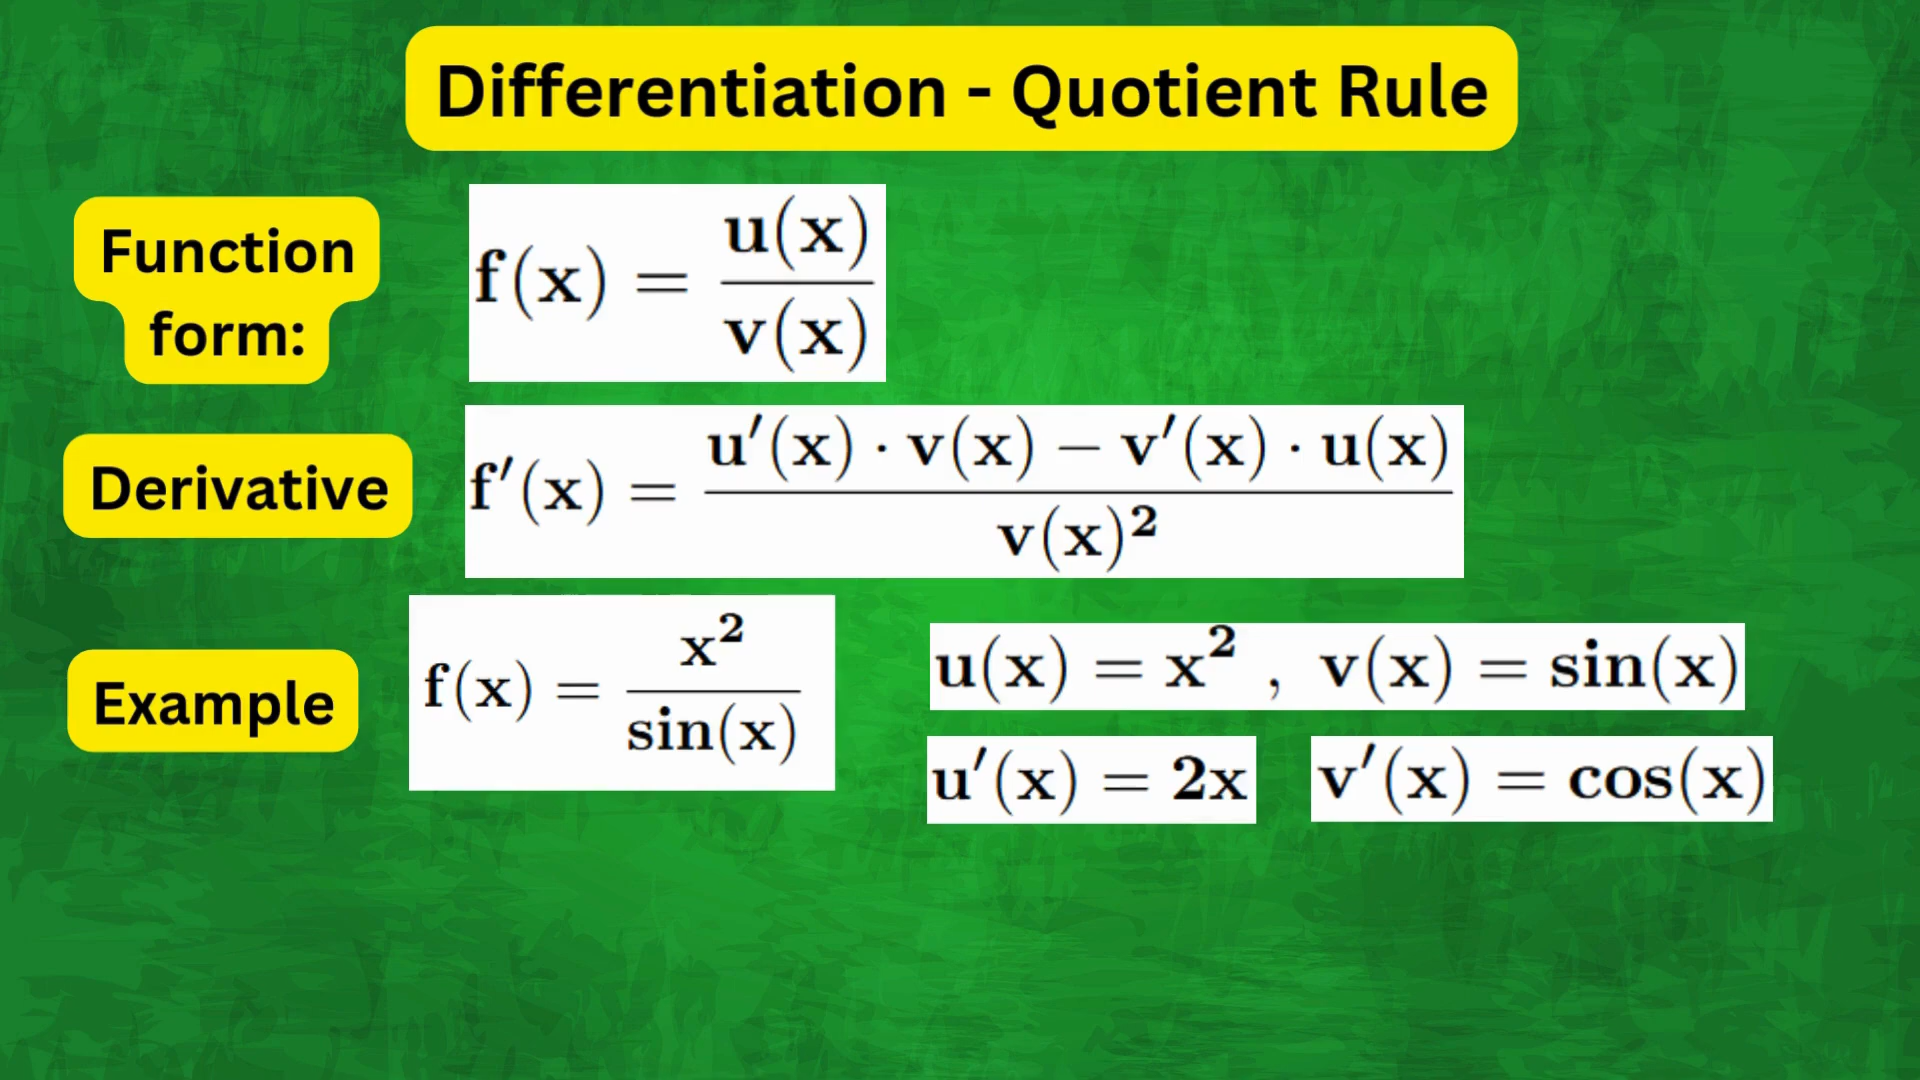 Differentiation - Quotient Rule
Function
form:
f(x) = u(x) / v(x)
Derivative
f′(x) = u′(x) · v(x) − v′(x) · u(x) / v(x)²
Example
f(x) = x² / sin(x)
u(x) = x² , v(x) = sin(x)
u′(x) = 2x
v′(x) = cos(x)